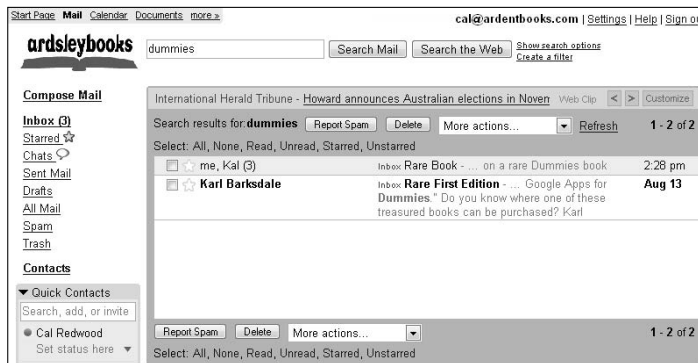 Start Page Mail Calendar Documents more »
cal@ardentbooks.com | Settings | Help | Sign ou
ardsleybooks
dummies
Search Mail
Search the Web
Show search options
Create a filter
Compose Mail
Inbox (3)
Starred
Chats
Sent Mail
Drafts
All Mail
Spam
Trash
Contacts
Quick Contacts
Search, add, or invite
Cal Redwood
Set status here
International Herald Tribune - Howard announces Australian elections in Novem Web Clip < > Customize
Search results for: dummies Report Spam Delete More actions... Refresh 1 - 2 of 2
Select: All, None, Read, Unread, Starred, Unstarred
me, Kal (3) Inbox Rare Book - ... on a rare Dummies book 2:28 pm
Karl Barksdale Inbox Rare First Edition - ... Google Apps for Aug 13
Dummies." Do you know where one of these
treasured books can be purchased? Karl
Report Spam Delete More actions... 1 - 2 of 2
Select: All, None, Read, Unread, Starred, Unstarred